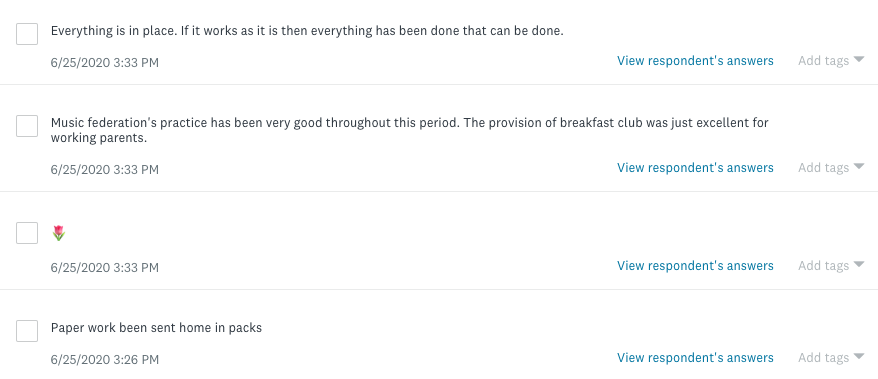 Everything is in place. If it works as it is then everything has been done that can be done.
6/25/2020 3:33 PM
View respondent's answers
Add tags
Music federation's practice has been very good throughout this period. The provision of breakfast club was just excellent for
working parents.
6/25/2020 3:33 PM
View respondent's answers
Add tags
🌷
6/25/2020 3:33 PM
View respondent's answers
Add tags
Paper work been sent home in packs
6/25/2020 3:26 PM
View respondent's answers
Add tags